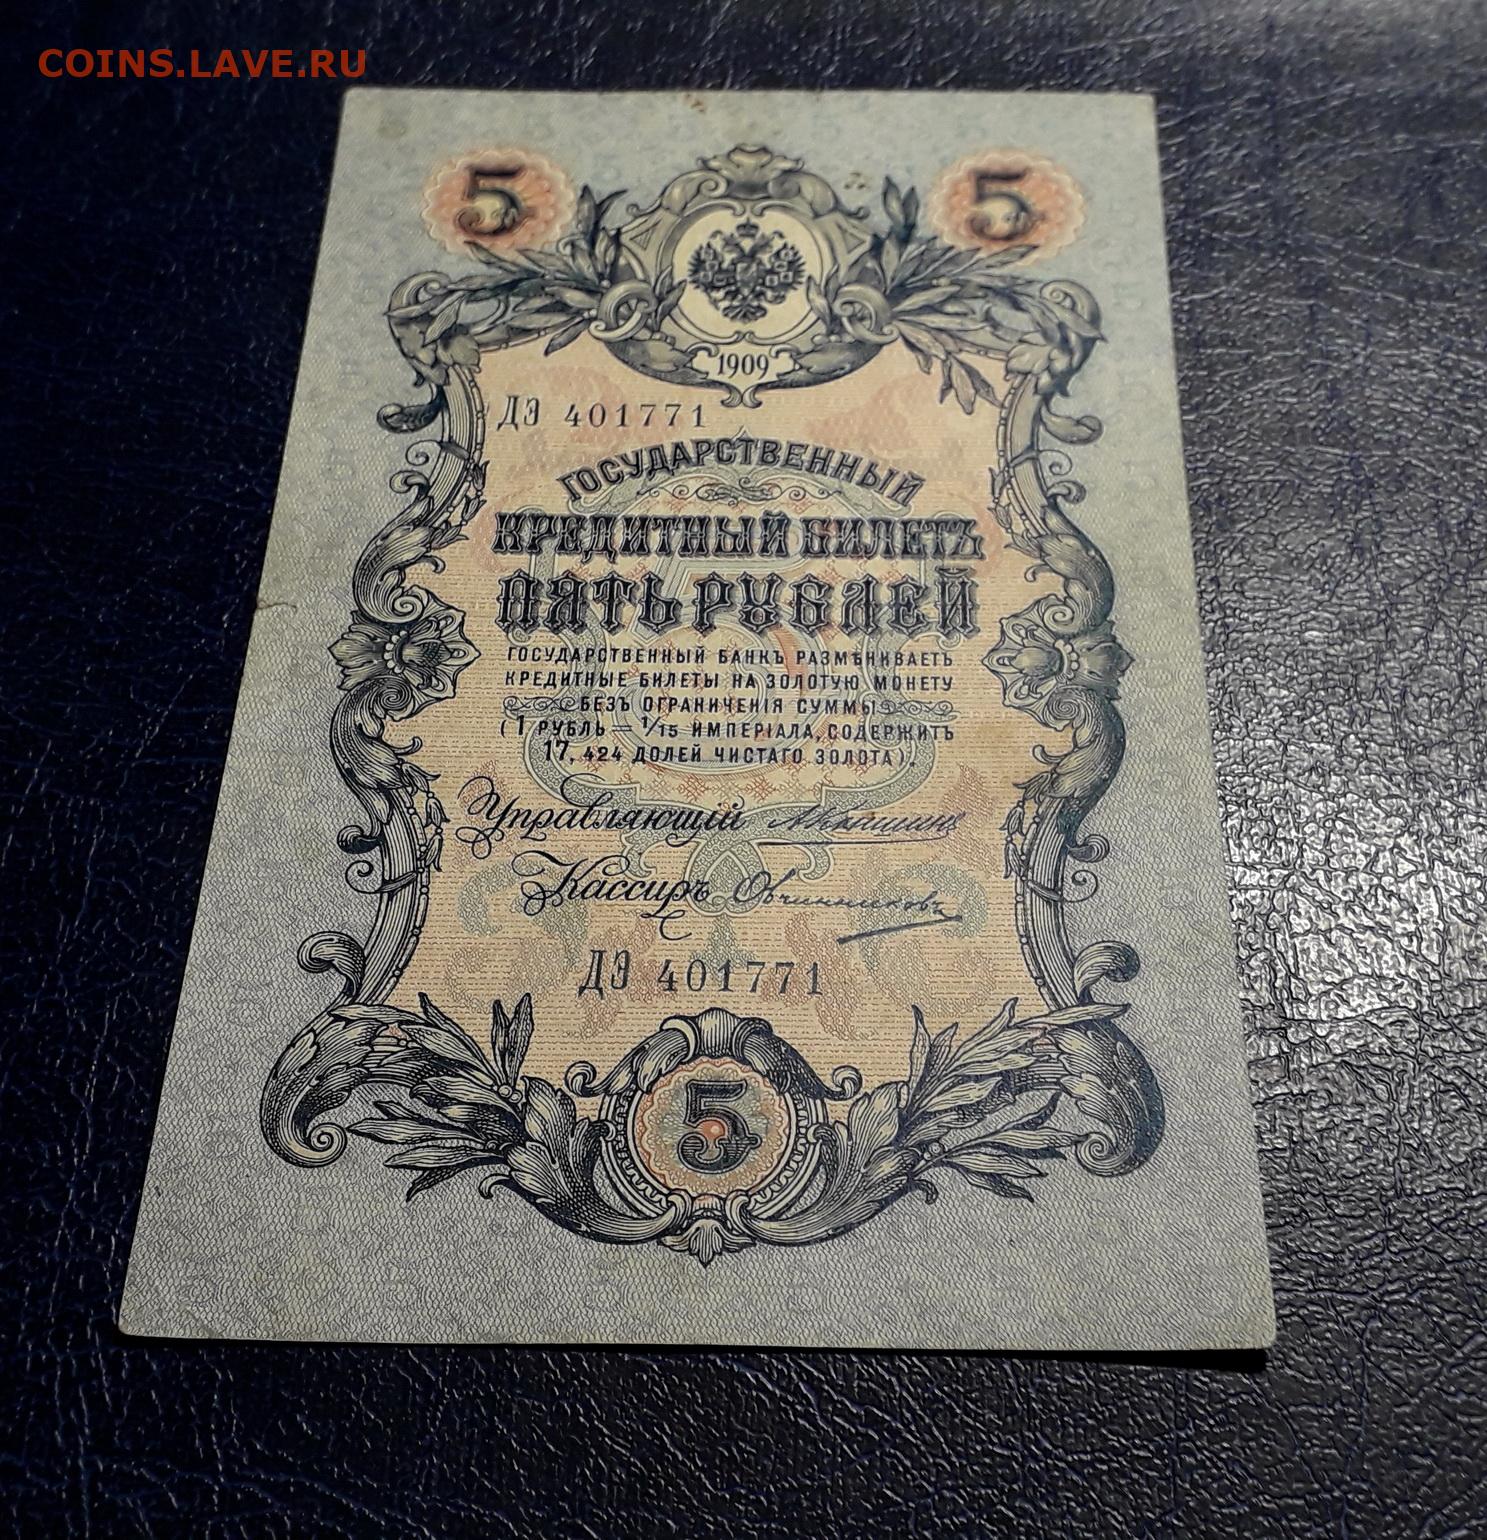 COINS.LAVE.RU
5 5
1909
ДЭ 401771
ГОСУДАРСТВЕННЫЙ
КРЕДИТНЫЙ БИЛЕТЪ
ПЯТЬ РУБЛЕЙ
ГОСУДАРСТВЕННЫЙ БАНКЪ РАЗМѢНИВАЕТЪ
КРЕДИТНЫЕ БИЛЕТЫ НА ЗОЛОТУЮ МОНЕТУ
БЕЗЪ ОГРАНИЧЕНІЯ СУММЫ
(1 РУБЛЬ = 1/15 ИМПЕРІАЛА, СОДЕРЖИТЪ
17,424 ДОЛЕЙ ЧИСТАГО ЗОЛОТА).
Управляющій
Кассиръ Овчинниковъ
ДЭ 401771
5